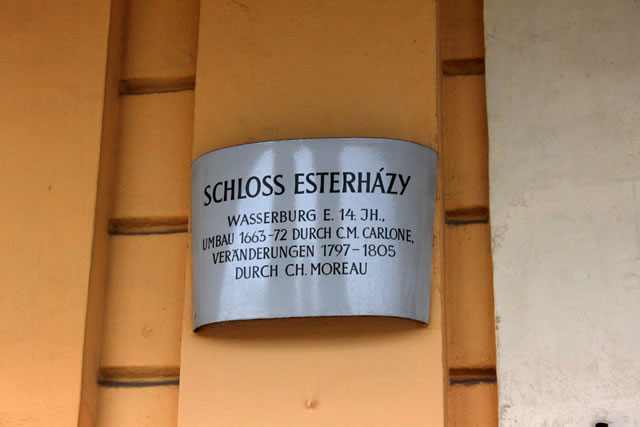 SCHLOSS ESTERHÁZY
WASSERBURG E. 14. JH.,
UMBAU 1663-72 DURCH C.M. CARLONE,
VERÄNDERUNGEN 1797-1805
DURCH CH. MOREAU